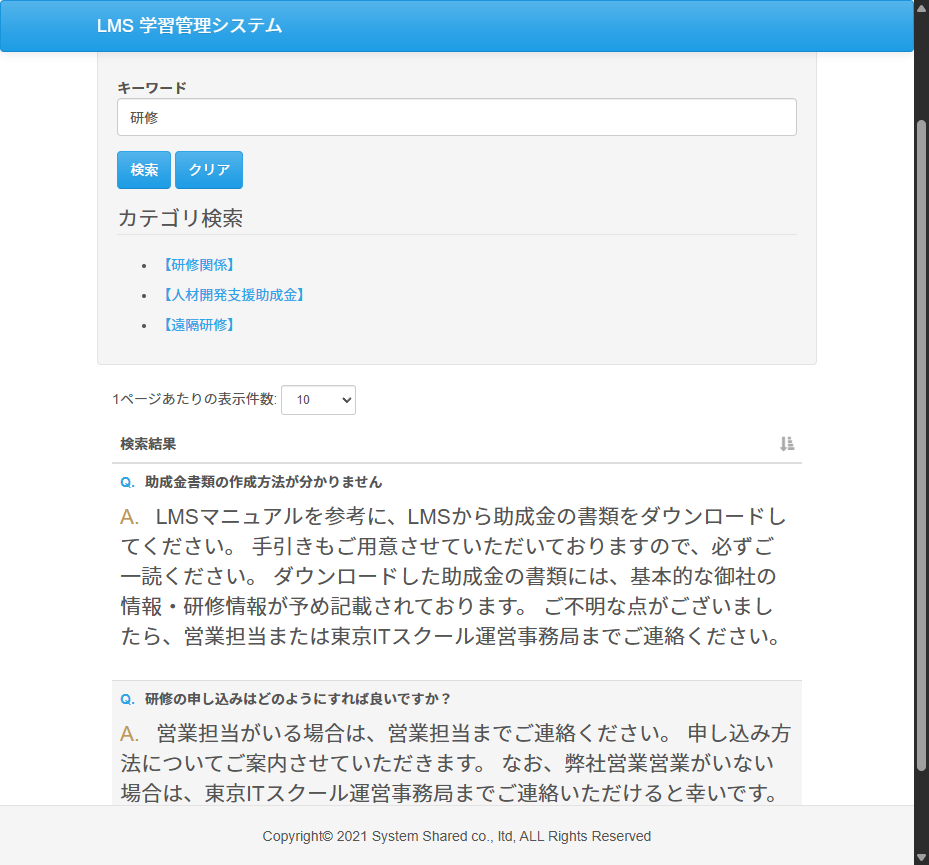 LMS 学習管理システム
キーワード
研修
検索 クリア
カテゴリ検索
【研修関係】
【人材開発支援助成金】
【遠隔研修】
1ページあたりの表示件数: 10
検索結果
Q. 助成金書類の作成方法が分かりません
A. LMSマニュアルを参考に、LMSから助成金の書類をダウンロードし
てください。 手引きもご用意させていただいておりますので、必ずご
一読ください。 ダウンロードした助成金の書類には、基本的な御社の
情報・研修情報が予め記載されております。 ご不明な点がございまし
たら、営業担当または東京ITスクール運営事務局までご連絡ください。
Q. 研修の申し込みはどのようにすれば良いですか？
A. 営業担当がいる場合は、営業担当までご連絡ください。 申し込み方
法についてご案内させていただきます。 なお、弊社営業営業がいない
場合は、東京ITスクール運営事務局までご連絡いただけると幸いです。
Copyright© 2021 System Shared co., ltd, ALL Rights Reserved